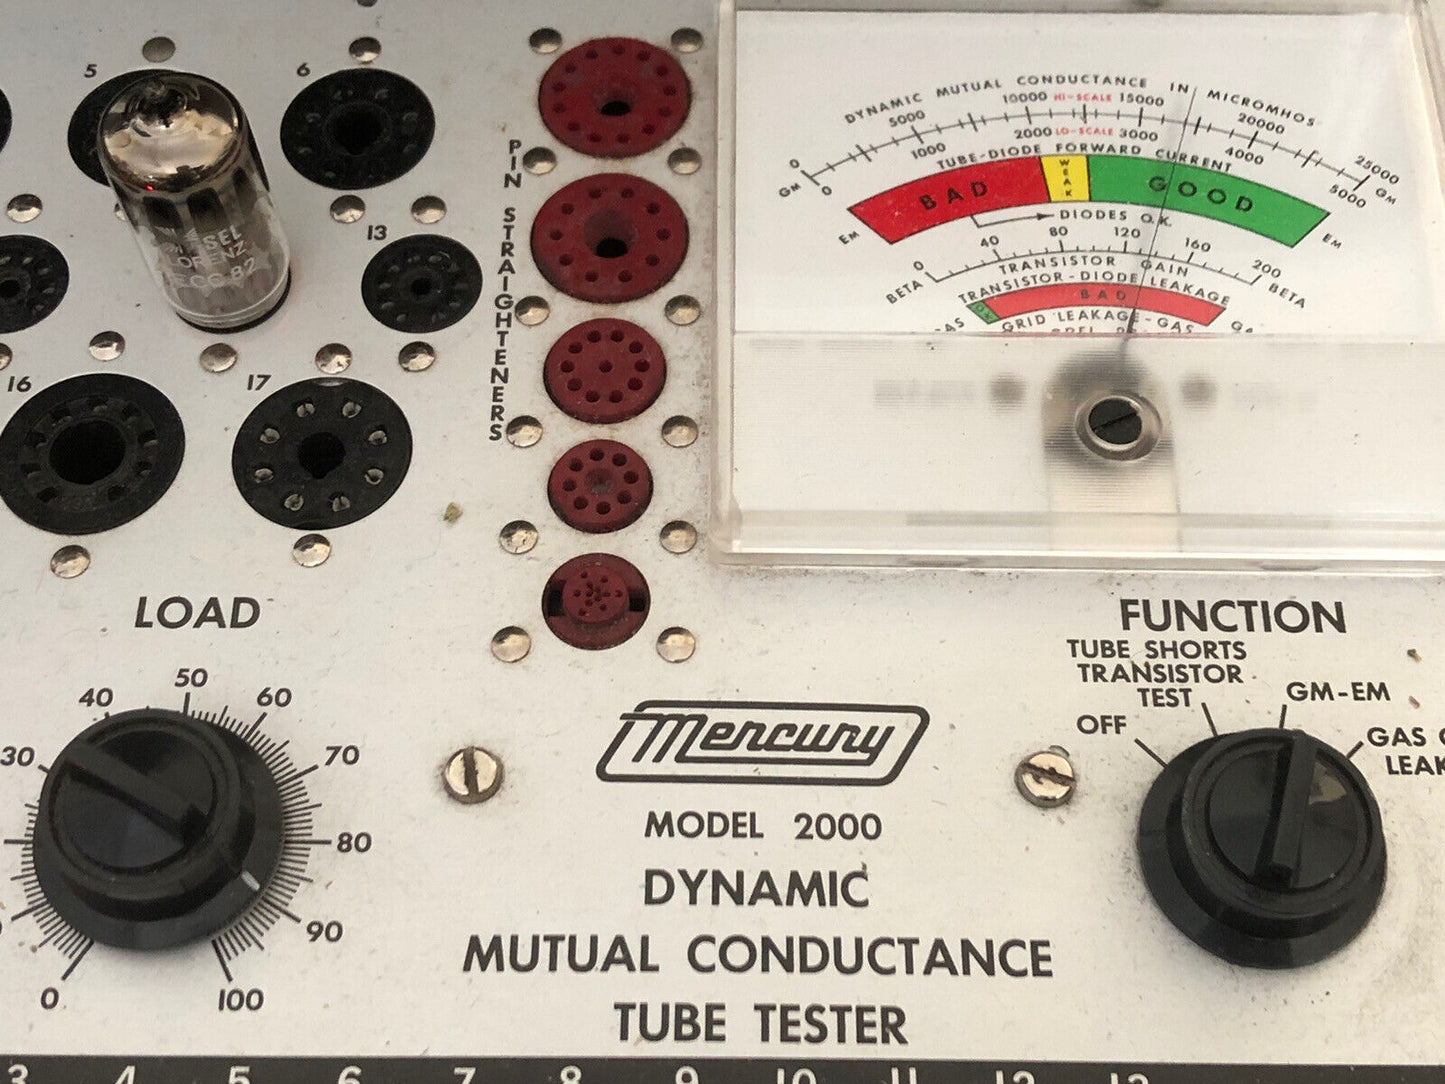 5
6
13
16
17
PIN STRAIGHTENERS
SEL
LORENZ
ECC 82
DYNAMIC MUTUAL CONDUCTANCE IN MICROMHOS
0 5000 10000 HI-SCALE 15000 20000 25000
GM 0 1000 2000 LO-SCALE 3000 4000 5000 GM
TUBE-DIODE FORWARD CURRENT
EM BAD WEAK GOOD EM
DIODES O.K.
BETA 0 40 80 120 160 200 BETA
TRANSISTOR GAIN
TRANSISTOR-DIODE LEAKAGE
BAD
GRID LEAKAGE-GAS
LOAD
0
30
40
50
60
70
80
90
100
FUNCTION
OFF
TUBE SHORTS
TRANSISTOR
TEST
GM-EM
GAS
LEAK
Mercury
MODEL 2000
DYNAMIC
MUTUAL CONDUCTANCE
TUBE TESTER
3 4 5 6 7 8 9 10 11 12 13